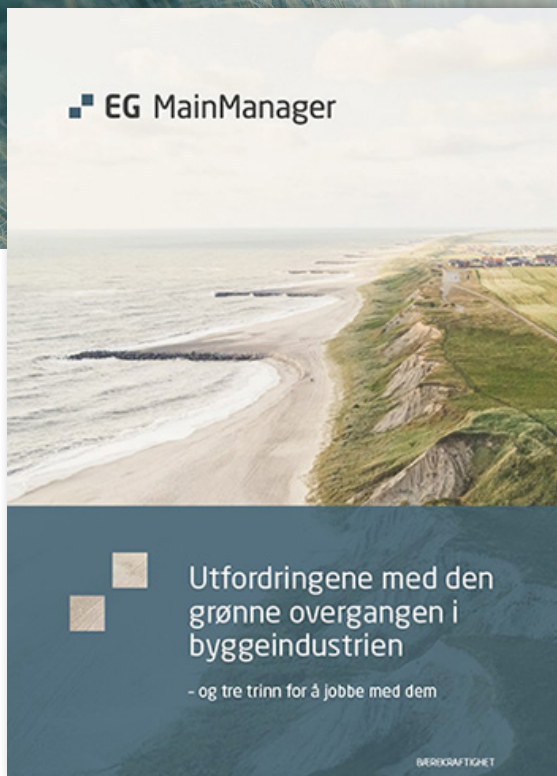 EG MainManager
Utfordringene med den
grønne overgangen i
byggeindustrien
– og tre trinn for å jobbe med dem
BÆREKRAFTIGHET